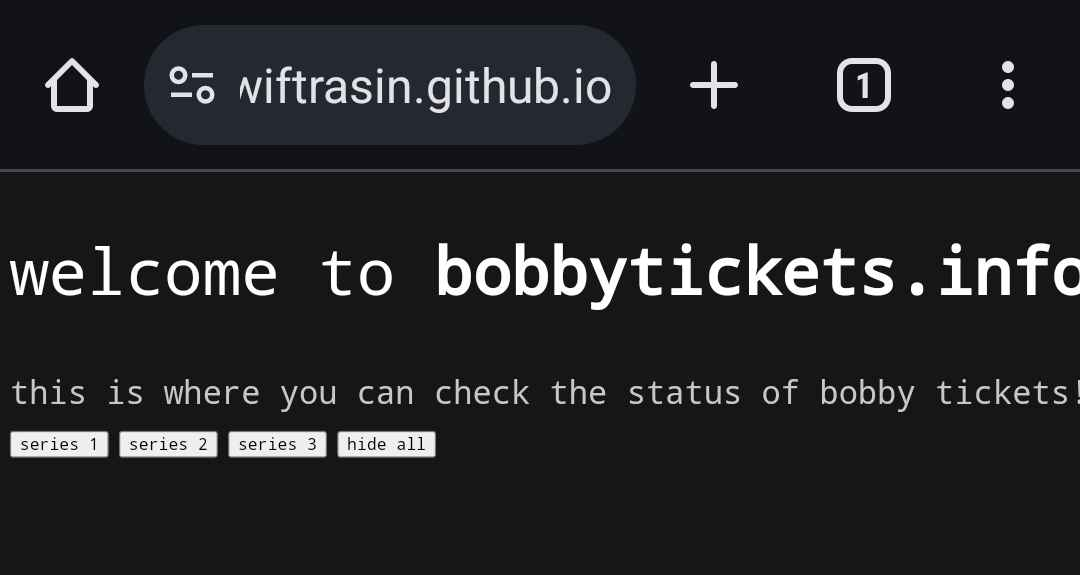 wiftrasin.github.io
1
welcome to bobbytickets.info
this is where you can check the status of bobby tickets!
series 1 series 2 series 3 hide all